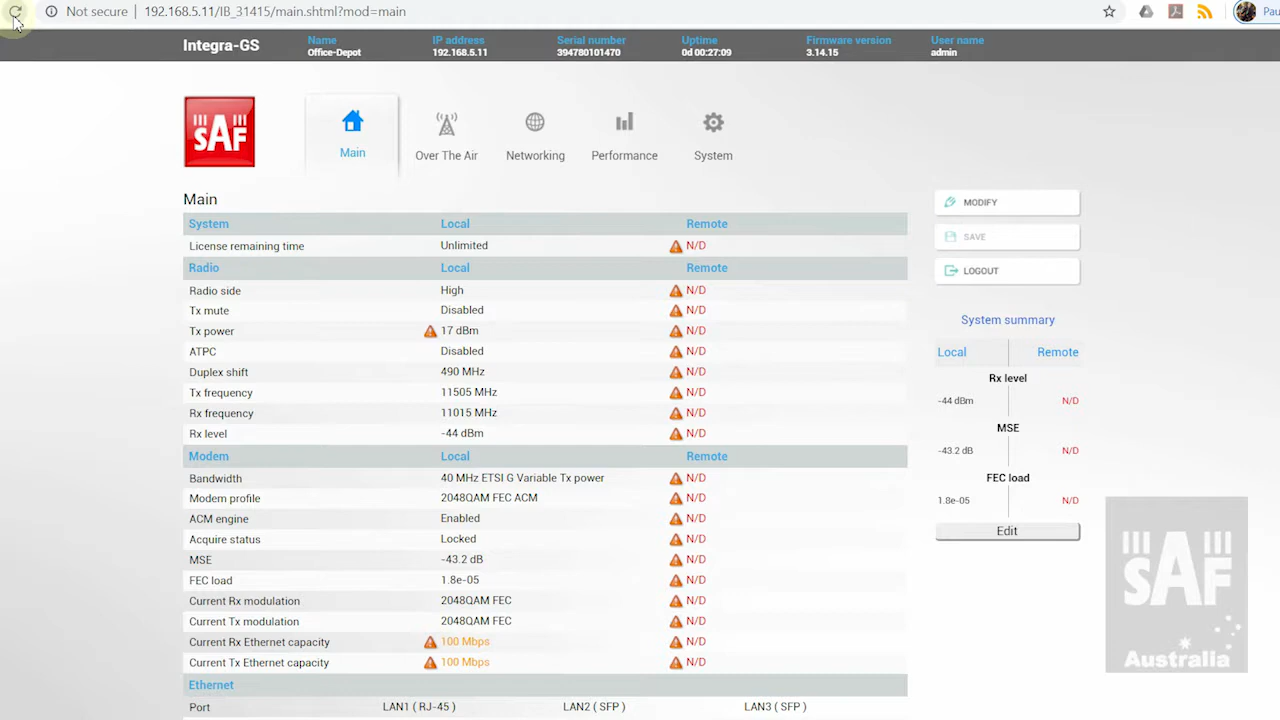 Not secure | 192.168.5.11/IB_31415/main.shtml?mod=main Pau
Integra-GS Name IP address Serial number Uptime Firmware version User name
Office-Depot 192.168.5.11 394780101470 0d 00:27:09 3.14.15 admin
SAF
Main Over The Air Networking Performance System
Main
System Local Remote
License remaining time Unlimited N/D
Radio Local Remote
Radio side High N/D
Tx mute Disabled N/D
Tx power 17 dBm N/D
ATPC Disabled N/D
Duplex shift 490 MHz N/D
Tx frequency 11505 MHz N/D
Rx frequency 11015 MHz N/D
Rx level -44 dBm N/D
Modem Local Remote
Bandwidth 40 MHz ETSI G Variable Tx power N/D
Modem profile 2048QAM FEC ACM N/D
ACM engine Enabled N/D
Acquire status Locked N/D
MSE -43.2 dB N/D
FEC load 1.8e-05 N/D
Current Rx modulation 2048QAM FEC N/D
Current Tx modulation 2048QAM FEC N/D
Current Rx Ethernet capacity 100 Mbps N/D
Current Tx Ethernet capacity 100 Mbps N/D
Ethernet
Port LAN1 ( RJ-45 ) LAN2 ( SFP ) LAN3 ( SFP )
MODIFY
SAVE
LOGOUT
System summary
Local Remote
Rx level
-44 dBm N/D
MSE
-43.2 dB N/D
FEC load
1.8e-05 N/D
Edit
SAF
Australia